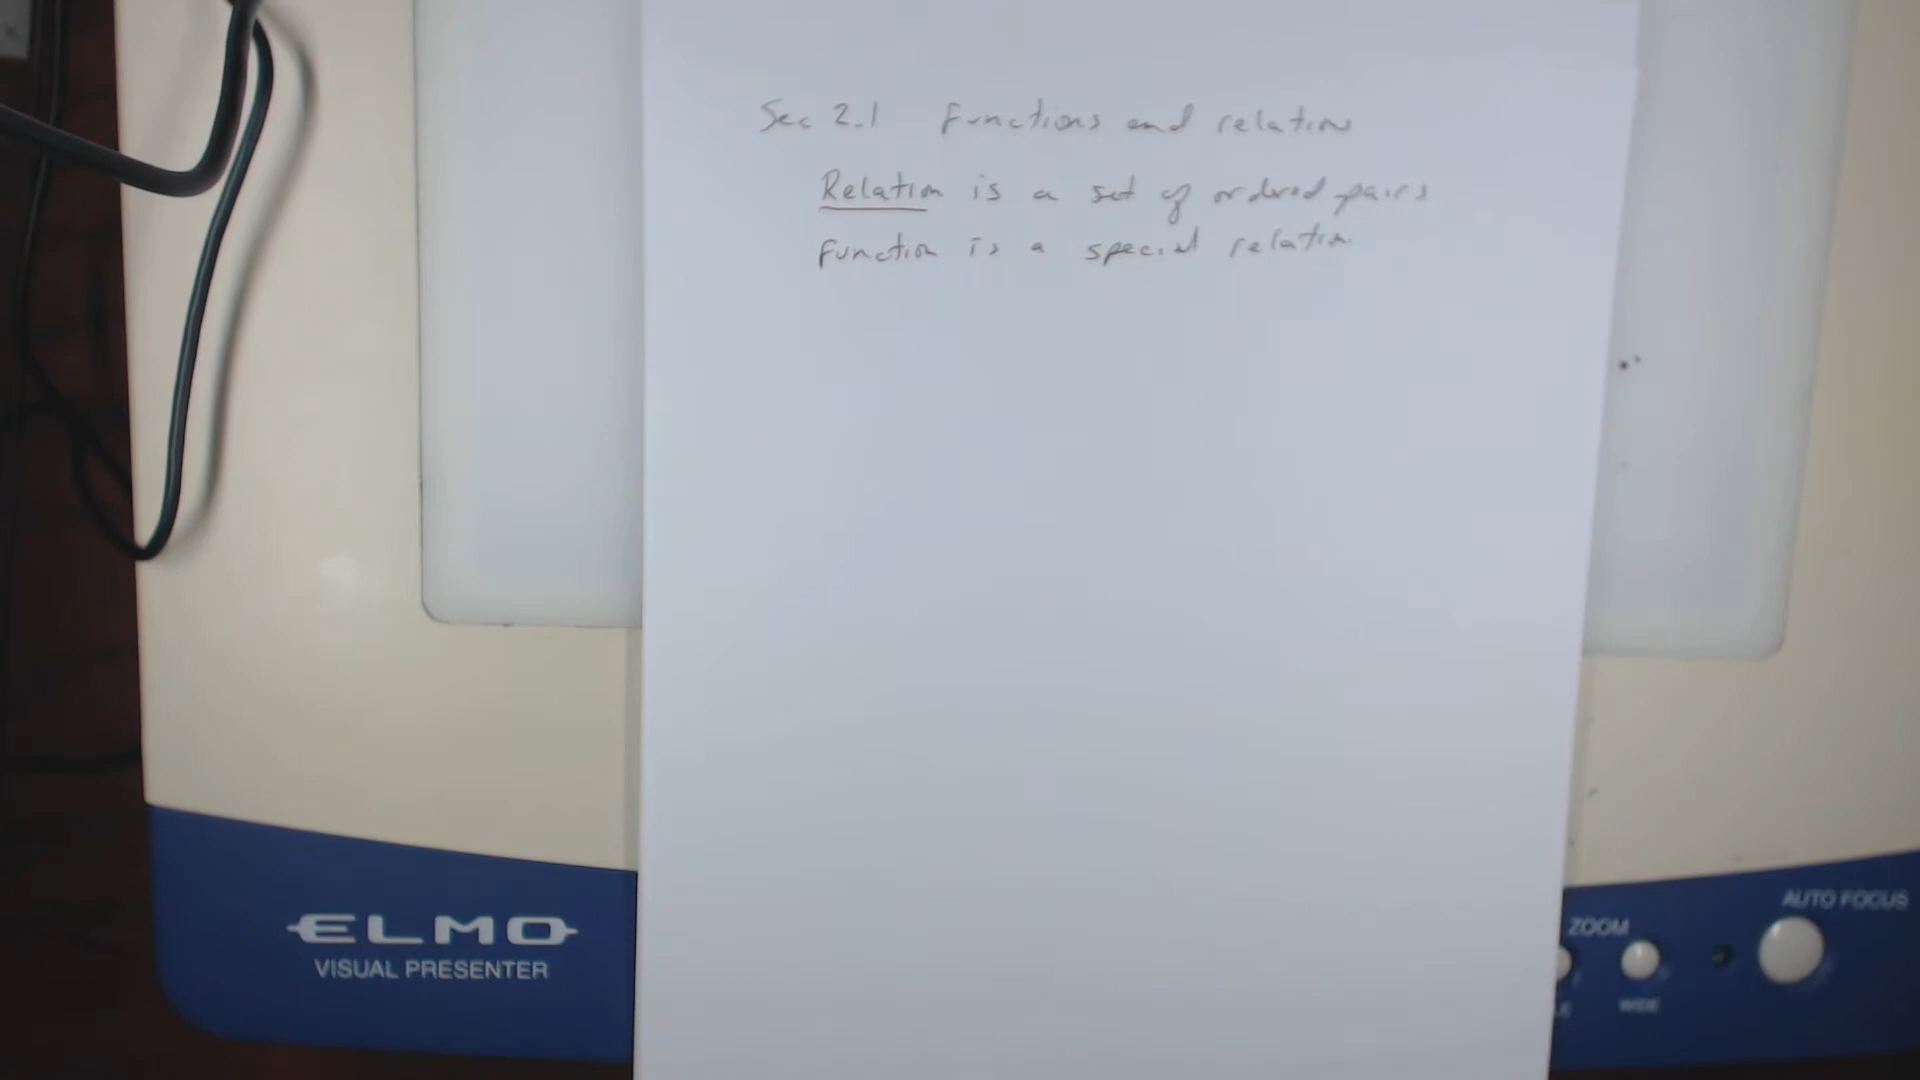 Sec 2.1 Functions and relation
Relation is a set of ordered pairs
Function is a special relation
ELMO
VISUAL PRESENTER
AUTO FOCUS
ZOOM
WIDE